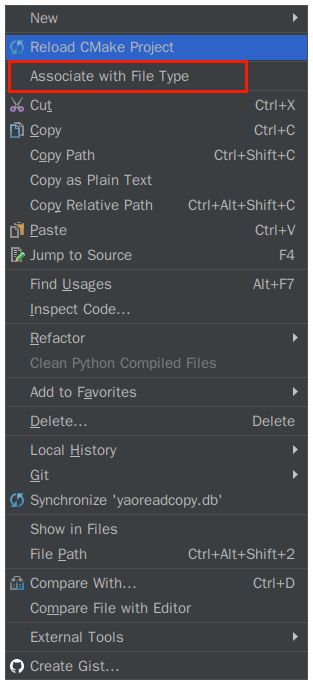 New
Reload CMake Project
Associate with File Type
Cut Ctrl+X
Copy Ctrl+C
Copy Path Ctrl+Shift+C
Copy as Plain Text
Copy Relative Path Ctrl+Alt+Shift+C
Paste Ctrl+V
Jump to Source F4
Find Usages Alt+F7
Inspect Code...
Refactor
Clean Python Compiled Files
Add to Favorites
Delete... Delete
Local History
Git
Synchronize 'yaoreadcopy.db'
Show in Files
File Path Ctrl+Alt+Shift+2
Compare With... Ctrl+D
Compare File with Editor
External Tools
Create Gist...